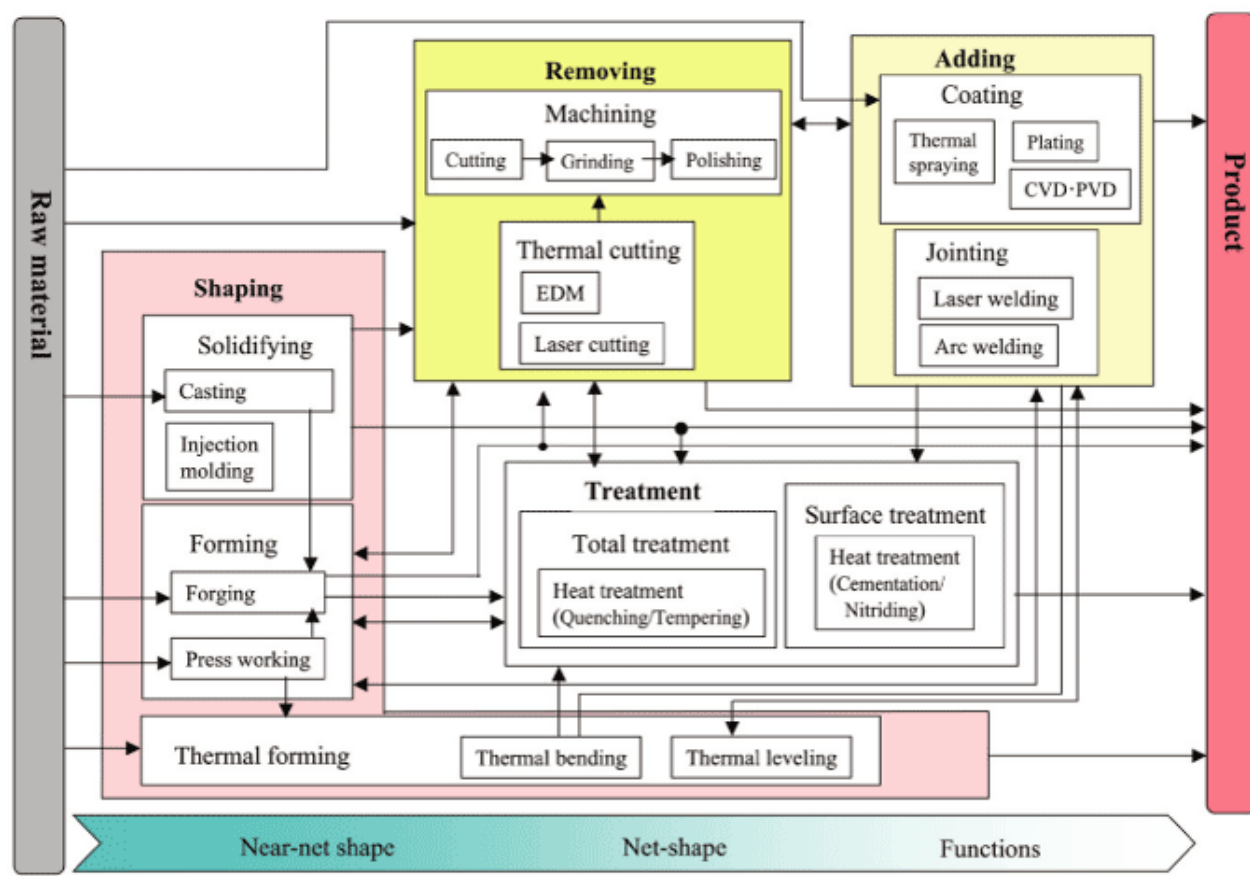 Raw material
Shaping
Solidifying
Casting
Injection
molding
Forming
Forging
Press working
Thermal forming
Thermal bending
Thermal leveling
Removing
Machining
Cutting
Grinding
Polishing
Thermal cutting
EDM
Laser cutting
Treatment
Total treatment
Heat treatment
(Quenching/Tempering)
Surface treatment
Heat treatment
(Cementation/
Nitriding)
Adding
Coating
Thermal
spraying
Plating
CVD·PVD
Jointing
Laser welding
Arc welding
Product
Near-net shape
Net-shape
Functions